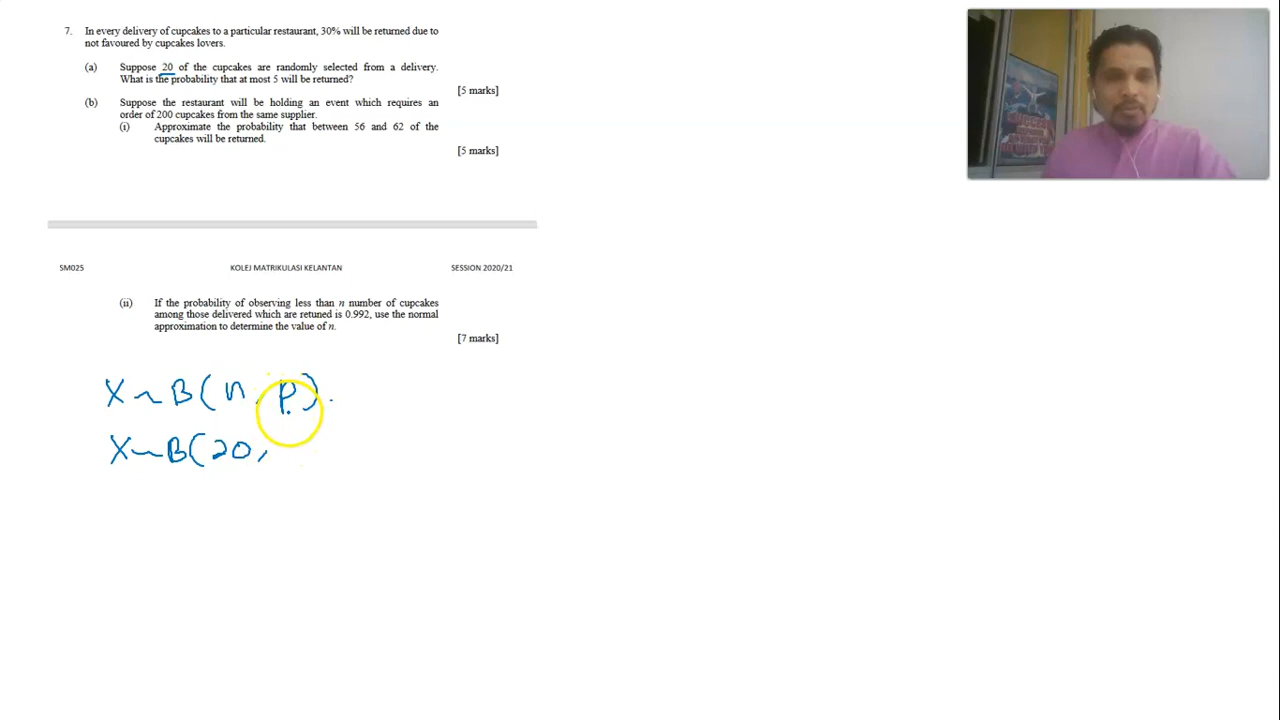 7. In every delivery of cupcakes to a particular restaurant, 30% will be returned due to
not favoured by cupcakes lovers.
(a) Suppose 20 of the cupcakes are randomly selected from a delivery.
What is the probability that at most 5 will be returned?
[5 marks]
(b) Suppose the restaurant will be holding an event which requires an
order of 200 cupcakes from the same supplier.
(i) Approximate the probability that between 56 and 62 of the
cupcakes will be returned.
[5 marks]
SM025 KOLEJ MATRIKULASI KELANTAN SESSION 2020/21
(ii) If the probability of observing less than n number of cupcakes
among those delivered which are retuned is 0.992, use the normal
approximation to determine the value of n.
[7 marks]
X ~ B(n, p).
X ~ B(20,